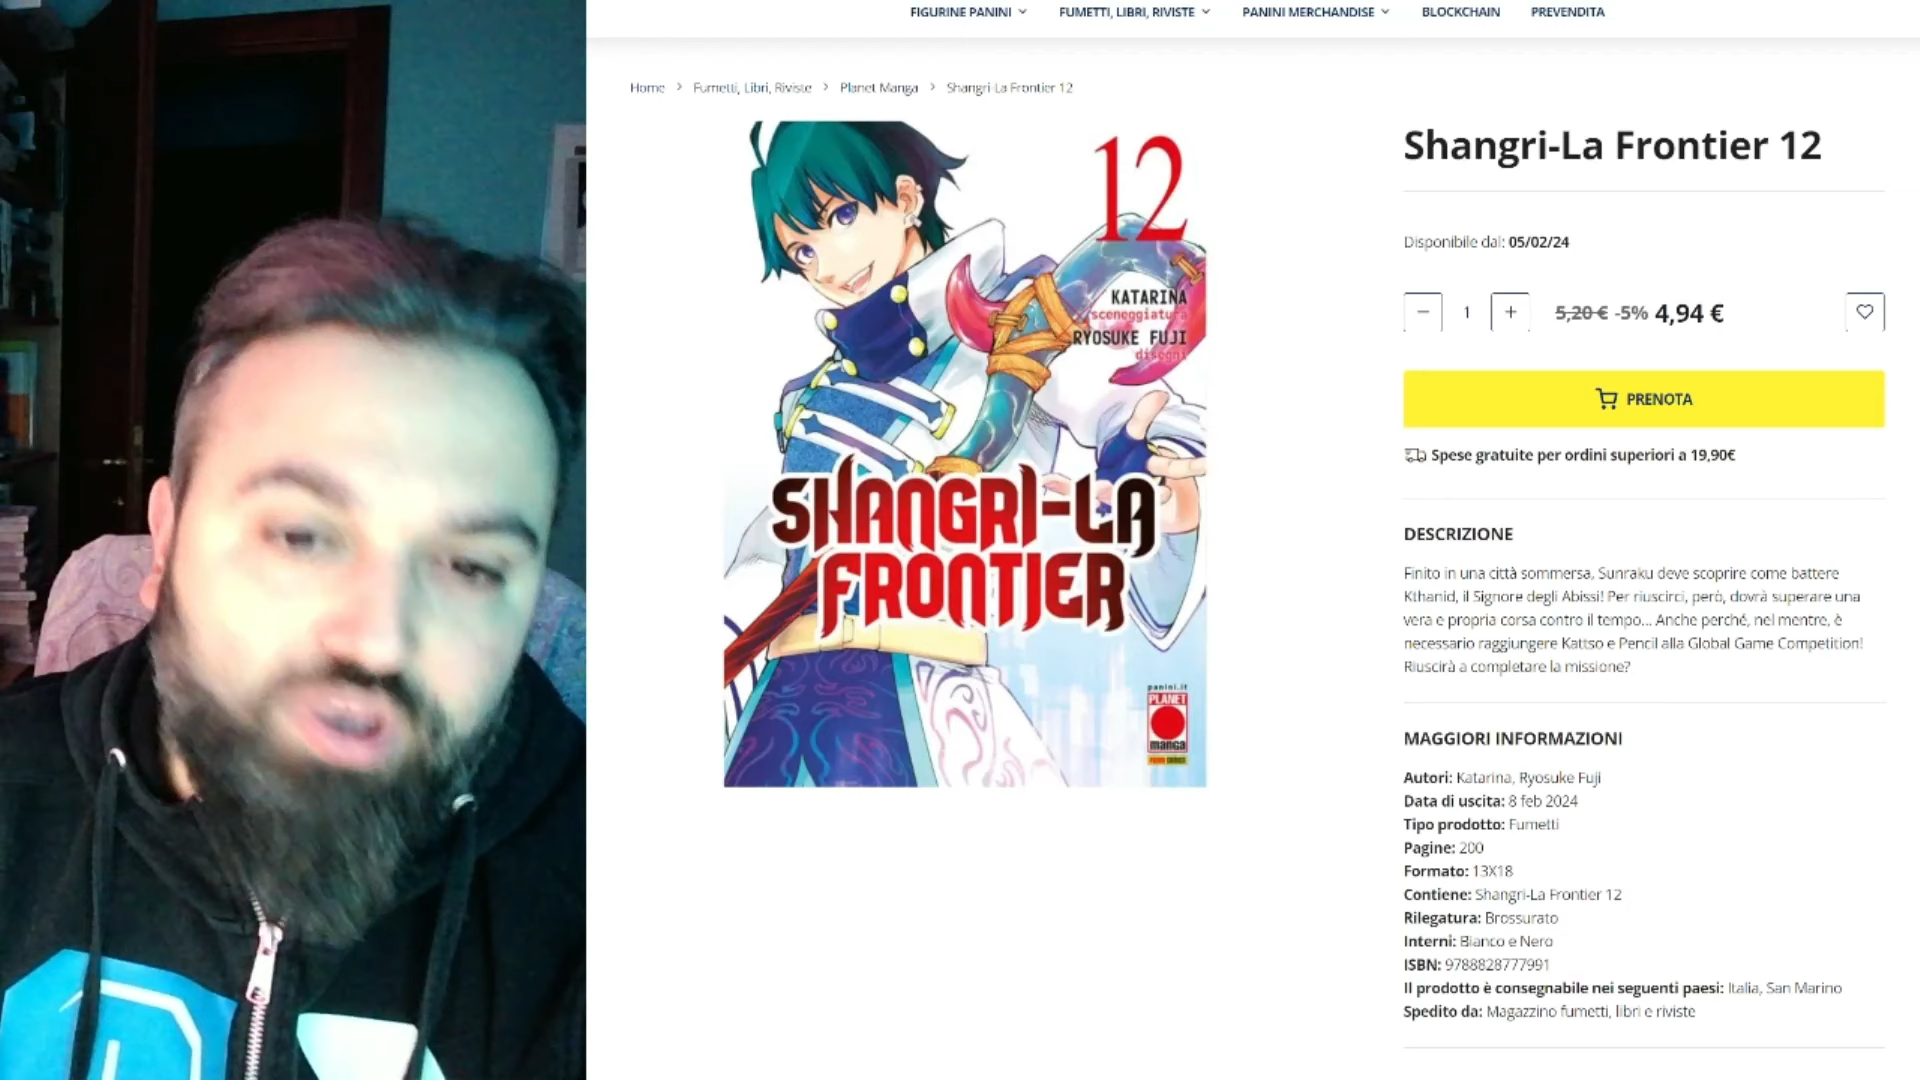 FIGURINE PANINI
FUMETTI, LIBRI, RIVISTE
PANINI MERCHANDISE
BLOCKCHAIN
PREVENDITA
Home > Fumetti, Libri, Riviste > Planet Manga > Shangri-La Frontier 12
12
KATARINA
sceneggiatura
RYOSUKE FUJI
disegni
SHANGRI-LA
FRONTIER
panini.it
PLANET
manga
Shangri-La Frontier 12
Disponibile dal: 05/02/24
− 1 + 5,20 € -5% 4,94 €
PRENOTA
Spese gratuite per ordini superiori a 19,90€
DESCRIZIONE
Finito in una città sommersa, Sunraku deve scoprire come battere
Kthanid, il Signore degli Abissi! Per riuscirci, però, dovrà superare una
vera e propria corsa contro il tempo... Anche perché, nel mentre, è
necessario raggiungere Kattso e Pencil alla Global Game Competition!
Riuscirà a completare la missione?
MAGGIORI INFORMAZIONI
Autori: Katarina, Ryosuke Fuji
Data di uscita: 8 feb 2024
Tipo prodotto: Fumetti
Pagine: 200
Formato: 13X18
Contiene: Shangri-La Frontier 12
Rilegatura: Brossurato
Interni: Bianco e Nero
ISBN: 9788828777991
Il prodotto è consegnabile nei seguenti paesi: Italia, San Marino
Spedito da: Magazzino fumetti, libri e riviste